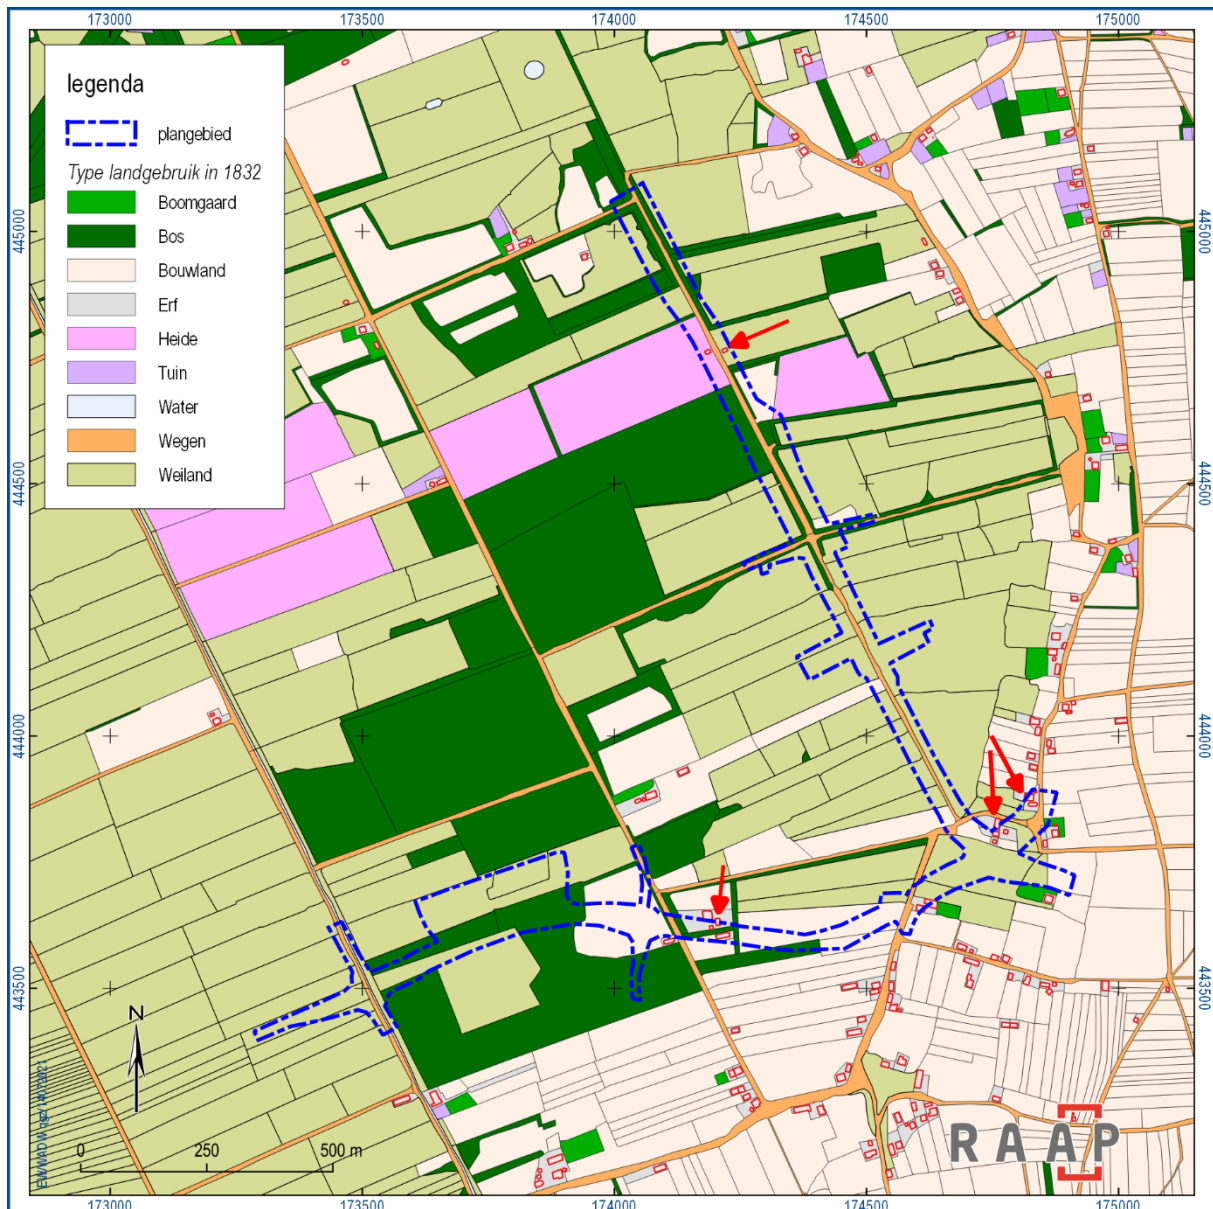 173000 173500 174000 174500 175000
legenda
plangebied
Type landgebruik in 1832
Boomgaard
Bos
Bouwland
Erf
Heide
Tuin
Water
Wegen
Weiland
445000 445000
444500 444500
444000 444000
443500 443500
N
0 250 500 m
RAAP
173000 173500 174000 174500 175000